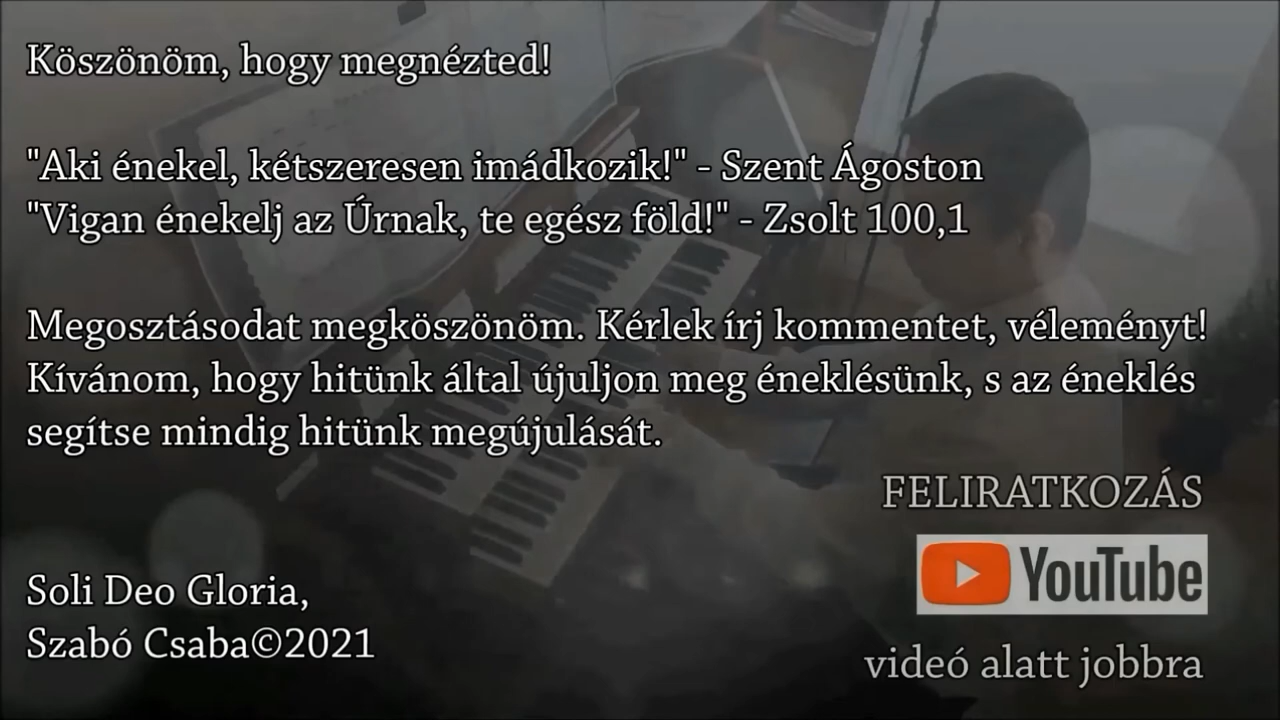 Köszönöm, hogy megnézted!
"Aki énekel, kétszeresen imádkozik!" - Szent Ágoston
"Vigan énekelj az Úrnak, te egész föld!" - Zsolt 100,1
Megosztásodat megköszönöm. Kérlek írj kommentet, véleményt!
Kívánom, hogy hitünk által újuljon meg éneklésünk, s az éneklés
segítse mindig hitünk megújulását.
FELIRATKOZÁS
YouTube
Soli Deo Gloria,
Szabó Csaba©2021
videó alatt jobbra